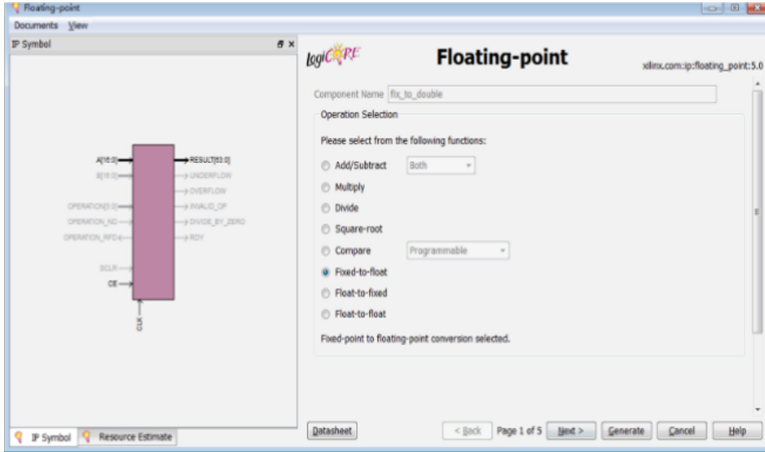 Floating-point
Documents View
IP Symbol
A[16:0]
B[16:0]
OPERATION[5:0]
OPERATION_ND
OPERATION_RFD
SCLR
CE
CLK
RESULT[63:0]
UNDERFLOW
OVERFLOW
INVALID_OP
DIVIDE_BY_ZERO
RDY
IP Symbol Resource Estimate
logiCORE
Floating-point
xilinx.com:ip:floating_point:5.0
Component Name fix_to_double
Operation Selection
Please select from the following functions:
Add/Subtract Both
Multiply
Divide
Square-root
Compare Programmable
Fixed-to-float
Float-to-fixed
Float-to-float
Fixed-point to floating-point conversion selected.
Datasheet < Back Page 1 of 5 Next > Generate Cancel Help